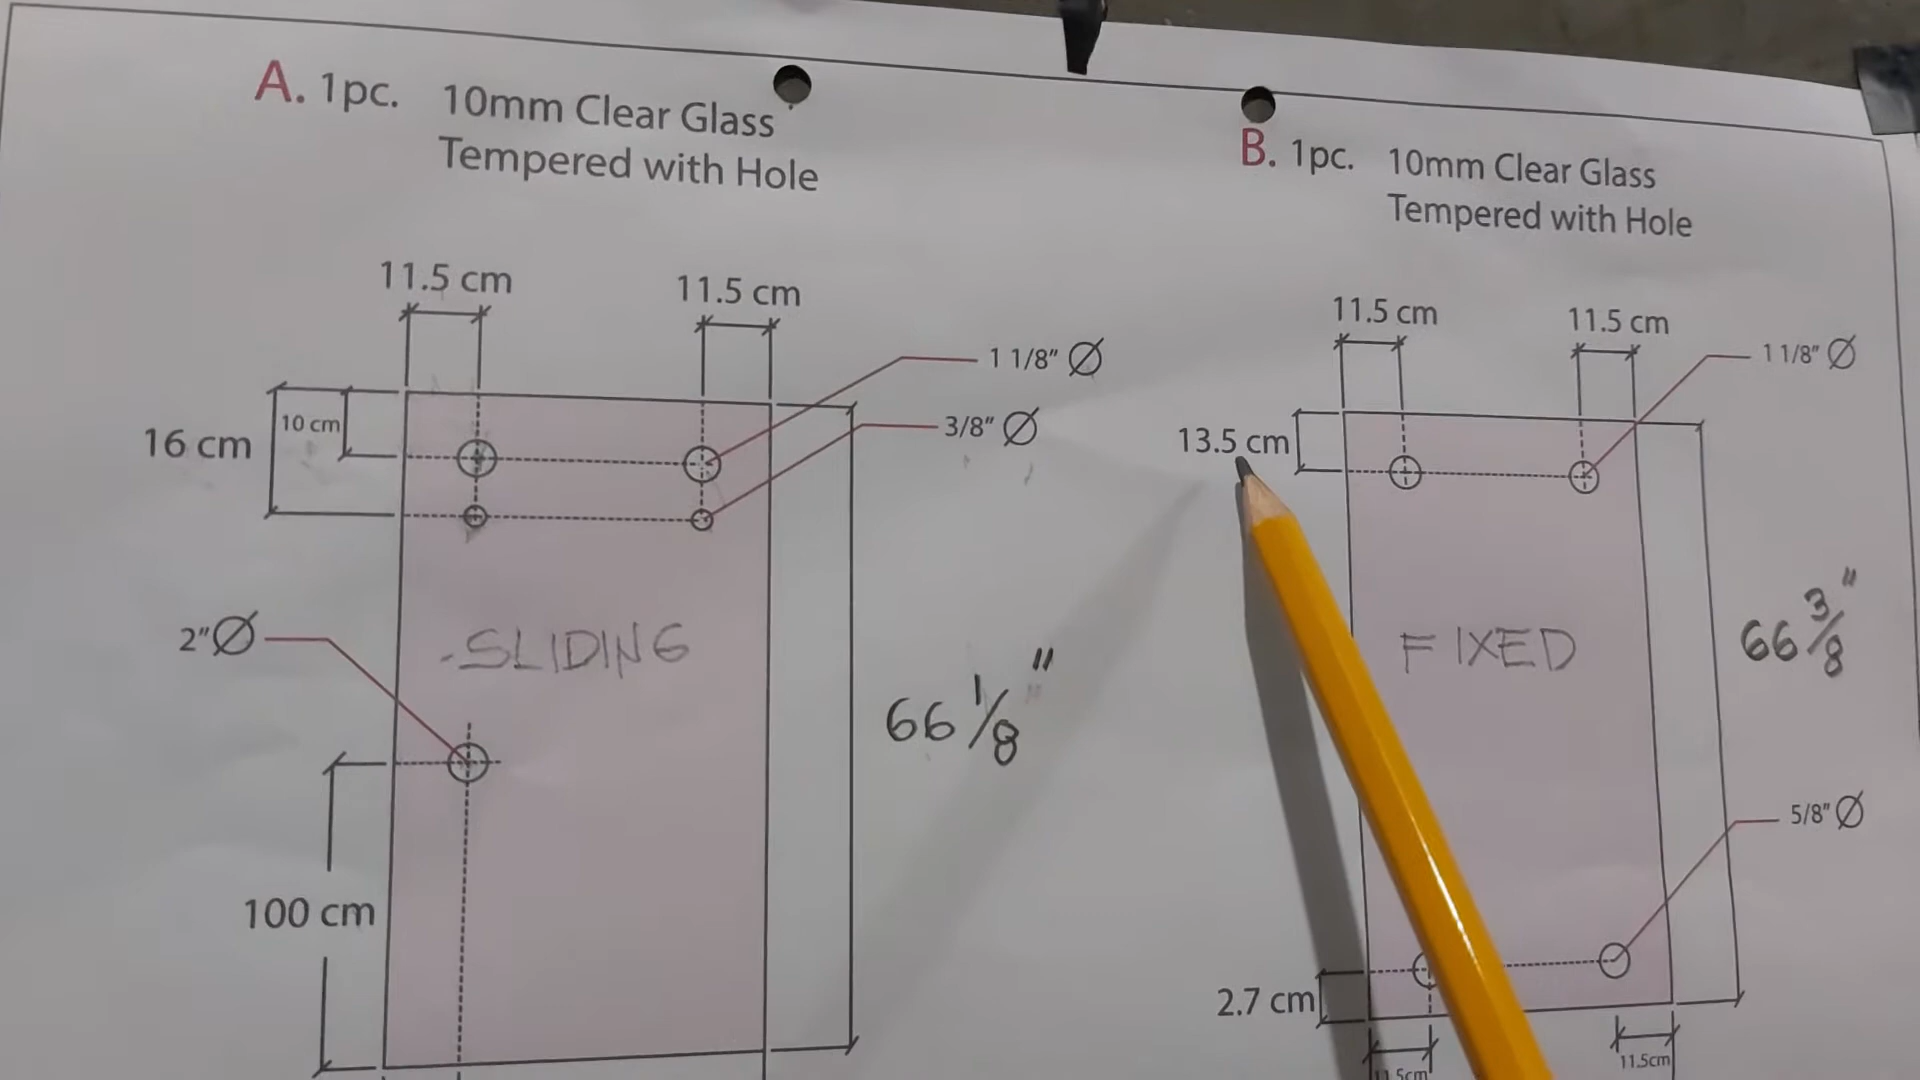 A. 1pc. 10mm Clear Glass
Tempered with Hole
11.5 cm
11.5 cm
1 1/8" Ø
3/8" Ø
16 cm
10 cm
2" Ø
-SLIDING
66 1/8"
100 cm
B. 1pc. 10mm Clear Glass
Tempered with Hole
11.5 cm
11.5 cm
1 1/8" Ø
13.5 cm
FIXED
66 3/8"
5/8" Ø
2.7 cm
11.5cm
11.5cm